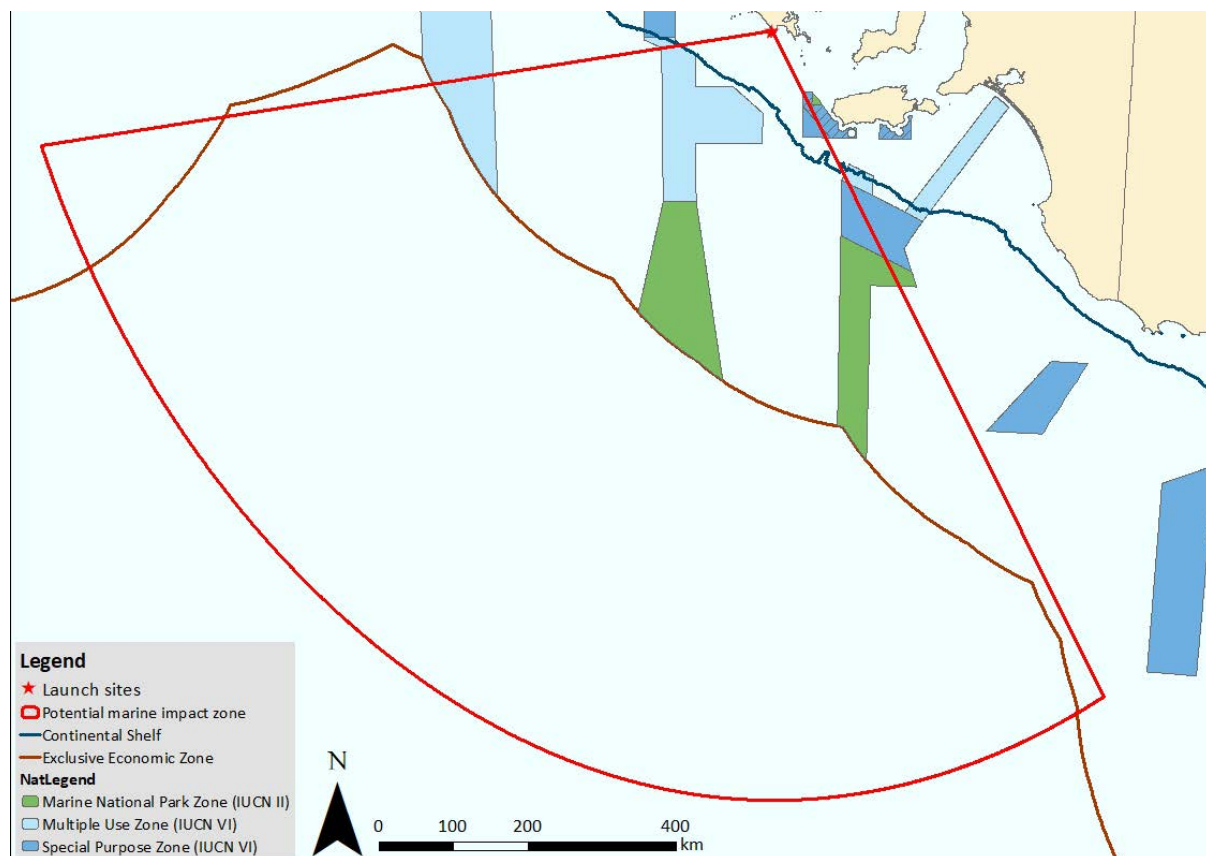 Legend
Launch sites
Potential marine impact zone
Continental Shelf
Exclusive Economic Zone
NatLegend
Marine National Park Zone (IUCN II)
Multiple Use Zone (IUCN VI)
Special Purpose Zone (IUCN VI)
N
0 100 200 400
km